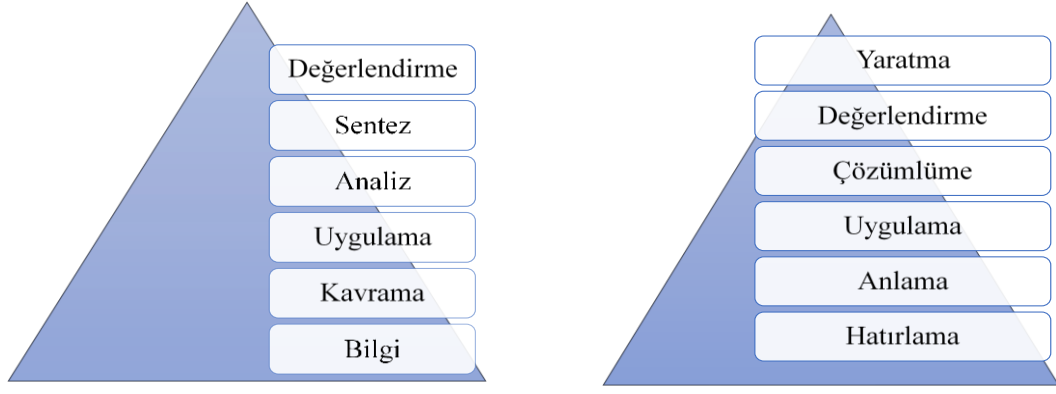 Değerlendirme
Sentez
Analiz
Uygulama
Kavrama
Bilgi
Yaratma
Değerlendirme
Çözümlüme
Uygulama
Anlama
Hatırlama